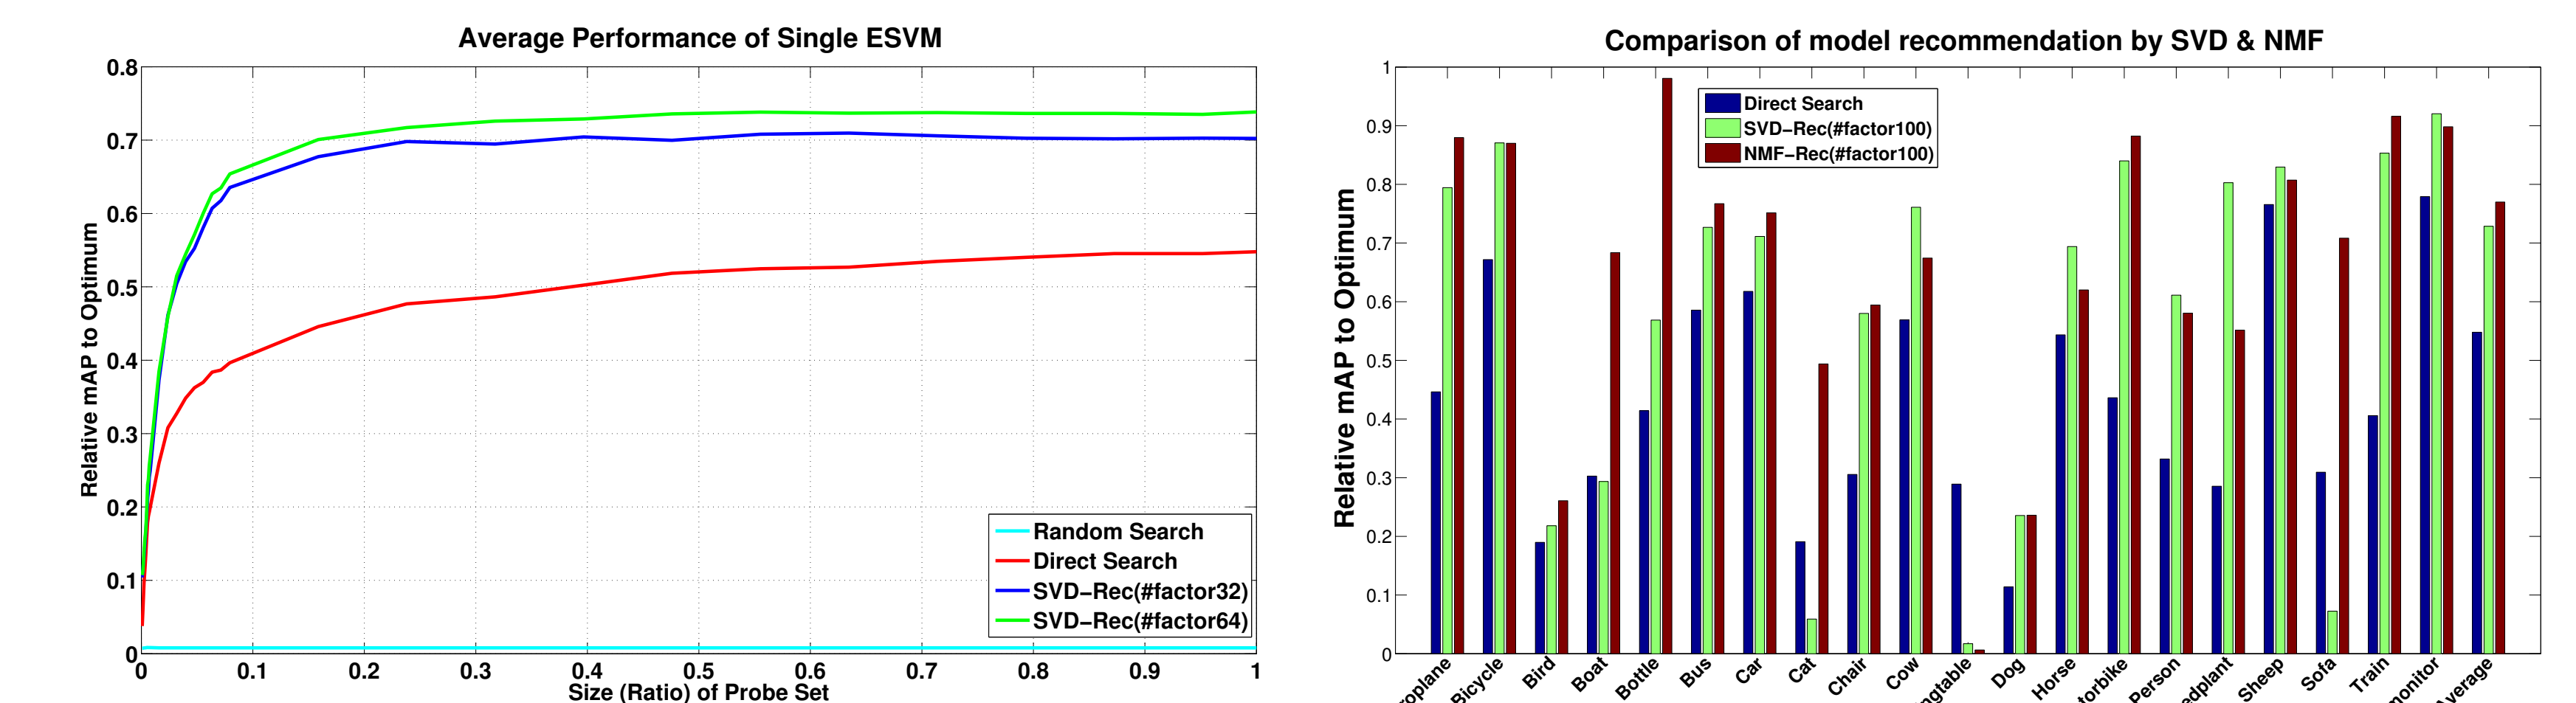 Average Performance of Single ESVM
Relative mAP to Optimum
0.8
0.7
0.6
0.5
0.4
0.3
0.2
0.1
0
Random Search
Direct Search
SVD−Rec(#factor32)
SVD−Rec(#factor64)
0 0.1 0.2 0.3 0.4 0.5 0.6 0.7 0.8 0.9 1
Size (Ratio) of Probe Set
Comparison of model recommendation by SVD & NMF
Relative mAP to Optimum
1
0.9
0.8
0.7
0.6
0.5
0.4
0.3
0.2
0.1
0
Direct Search
SVD−Rec(#factor100)
NMF−Rec(#factor100)
roplane Bicycle Bird Boat Bottle Bus Car Cat Chair Cow ngtable Dog Horse torbike Person edplant Sheep Sofa Train monitor Average